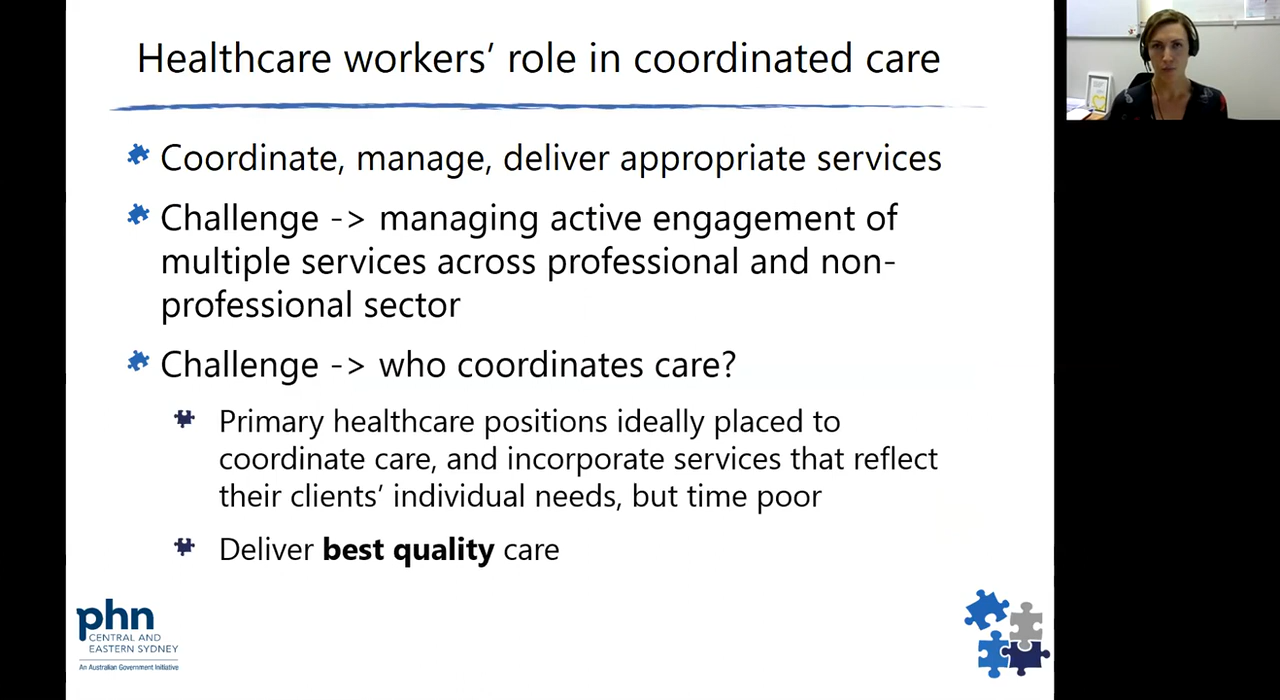 Healthcare workers’ role in coordinated care
Coordinate, manage, deliver appropriate services
Challenge -> managing active engagement of
multiple services across professional and non-
professional sector
Challenge -> who coordinates care?
Primary healthcare positions ideally placed to
coordinate care, and incorporate services that reflect
their clients’ individual needs, but time poor
Deliver best quality care
phn
CENTRAL AND
EASTERN SYDNEY
An Australian Government Initiative